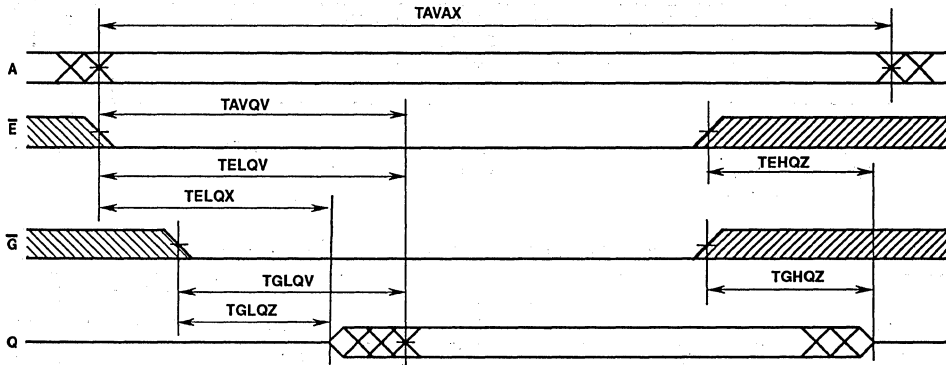 TAVAX
A
TAVQV
E̅
TELQV
TEHQZ
TELQX
G̅
TGLQV
TGHQZ
TGLQZ
Q